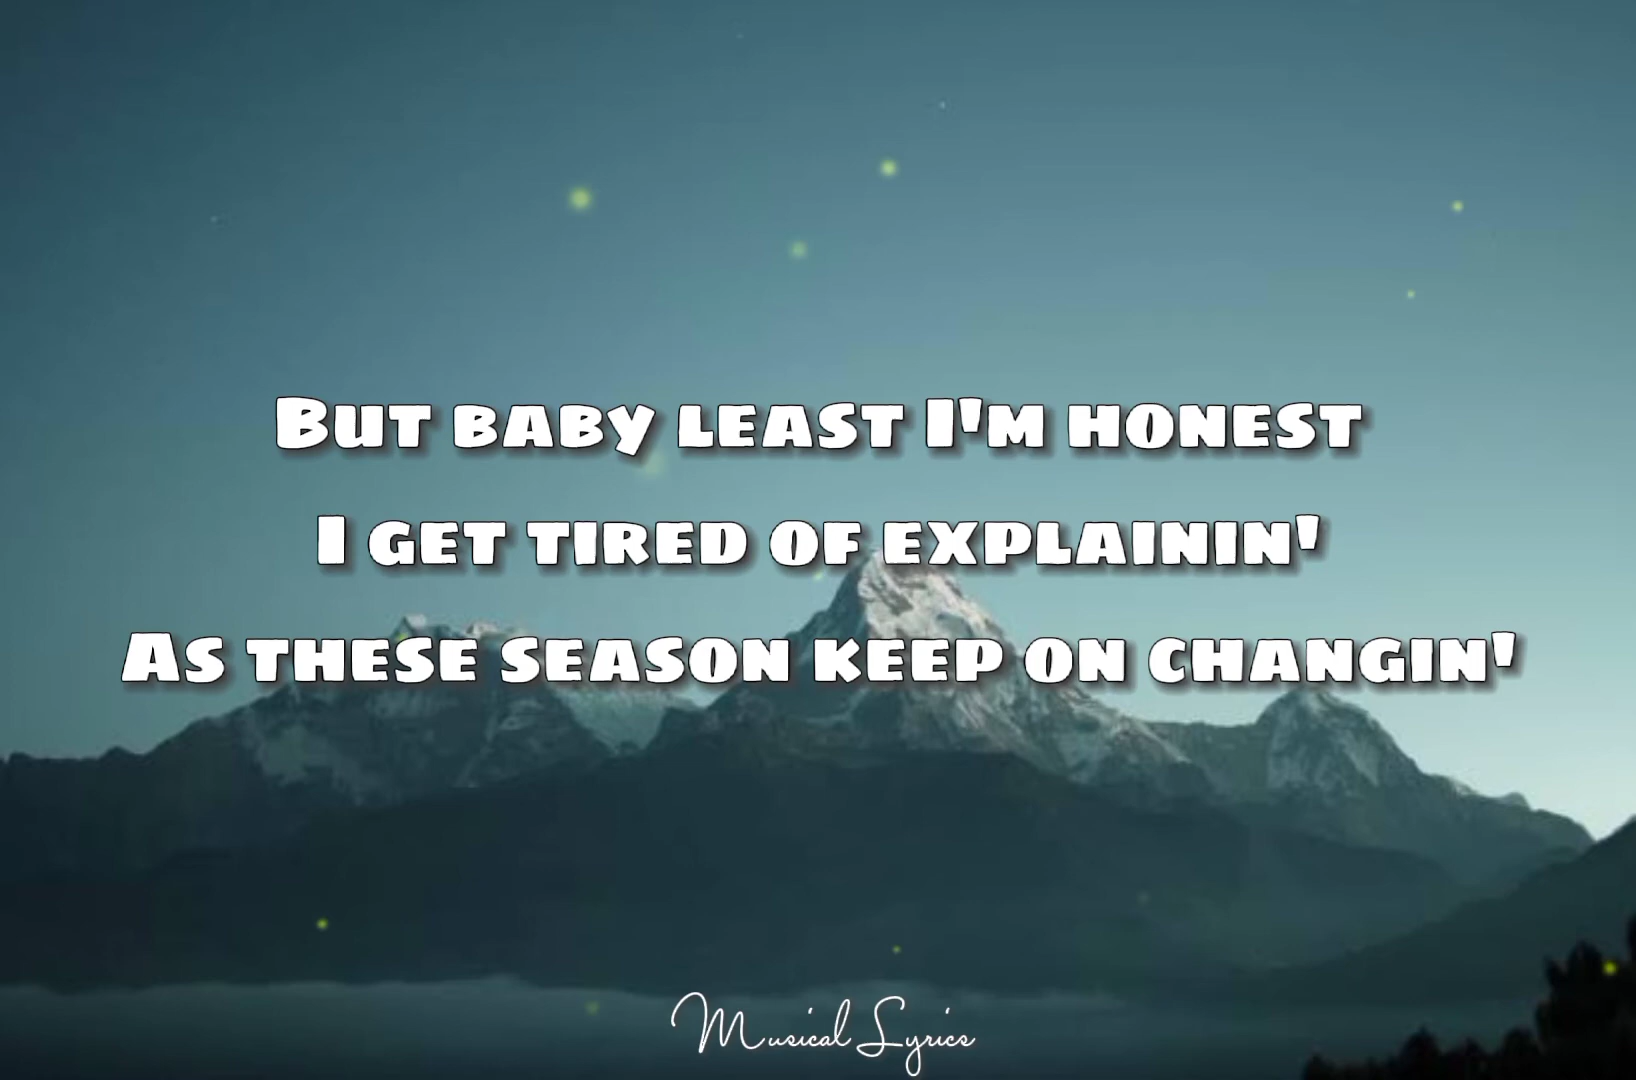 But baby least I'm honest
I get tired of explainin'
As these season keep on changin'
Musical Lyrics